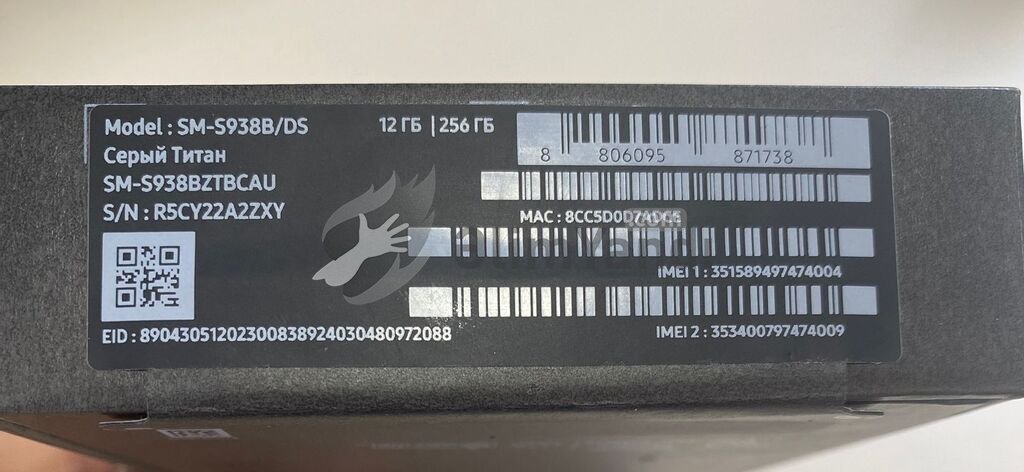 Model : SM-S938B/DS
12 ГБ | 256 ГБ
Серый Титан
SM-S938BZTBCAU
S/N : R5CY22A2ZXY
8 806095 871738
MAC :
IMEI 1 : 351589497474004
IMEI 2 : 353400797474009
EID : 89043051202300838924030480972088
.com